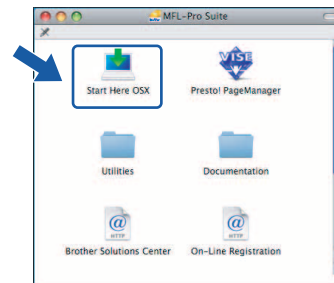 MFL-Pro Suite
VISE
Start Here OSX
Presto! PageManager
Utilities
Documentation
@
HTTP
@
HTTP
Brother Solutions Center
On-Line Registration